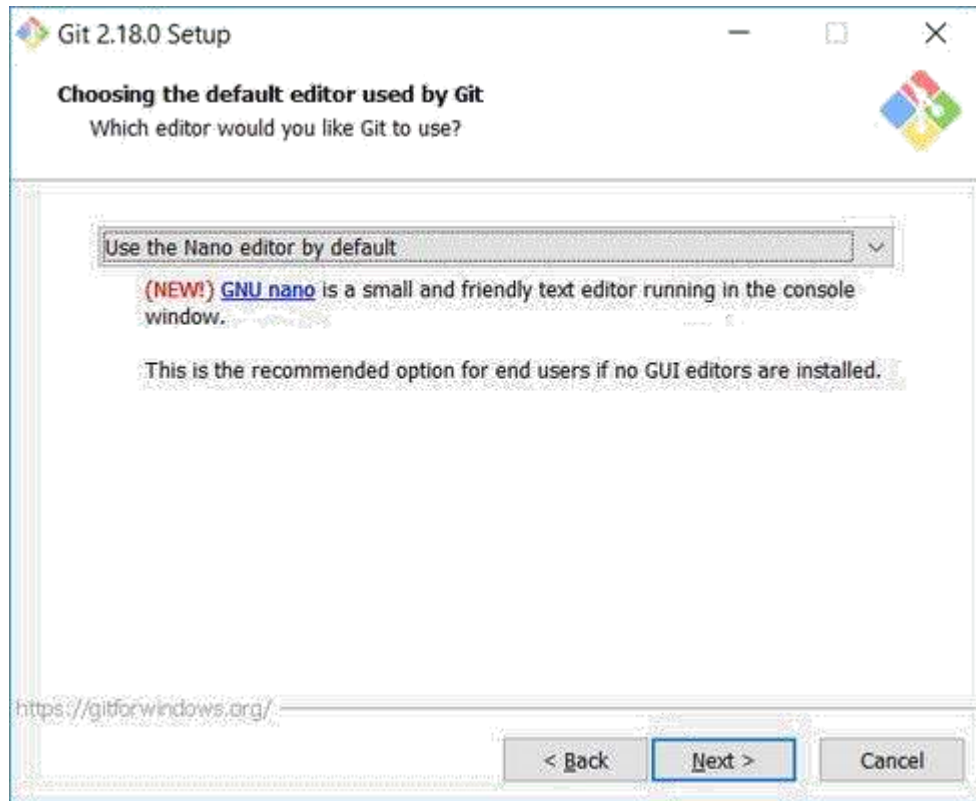 Git 2.18.0 Setup
Choosing the default editor used by Git
Which editor would you like Git to use?
Use the Nano editor by default
(NEW!) GNU nano is a small and friendly text editor running in the console
window.
This is the recommended option for end users if no GUI editors are installed.
https://gitforwindows.org/
< Back
Next >
Cancel